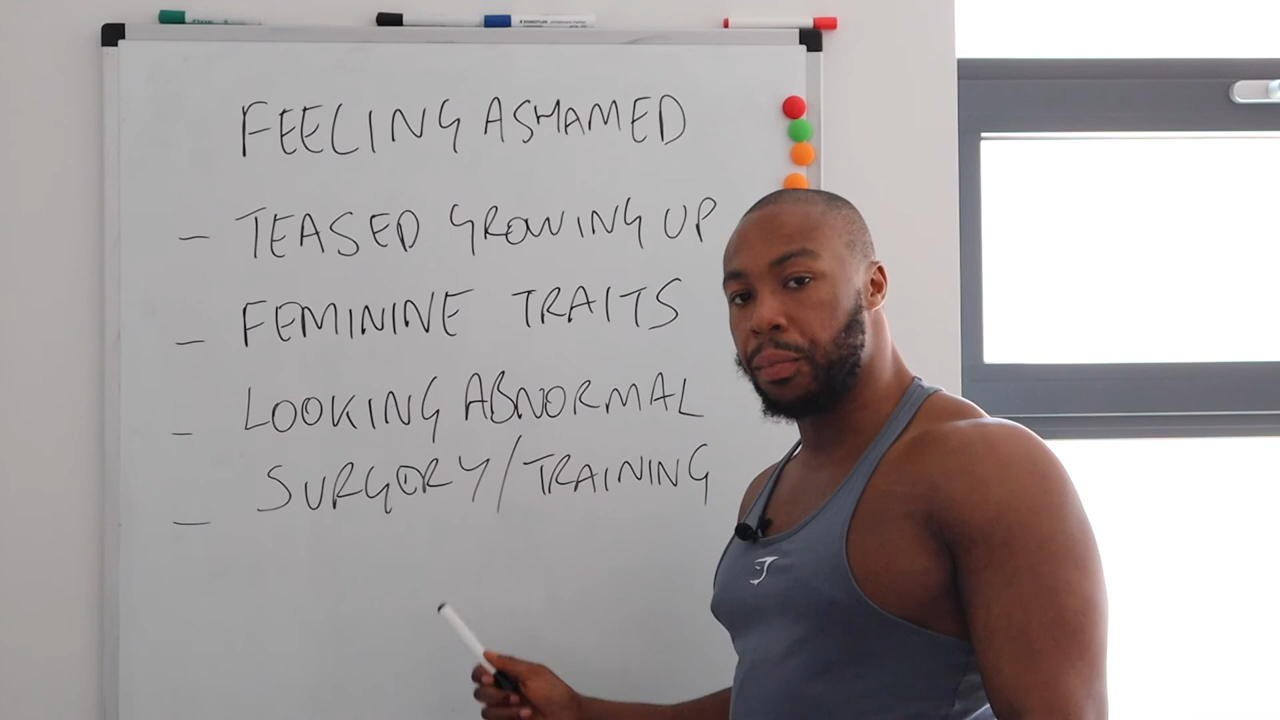 FEELING ASHAMED
- TEASED GROWING UP
- FEMININE TRAITS
- LOOKING ABNORMAL
- SURGERY/TRAINING